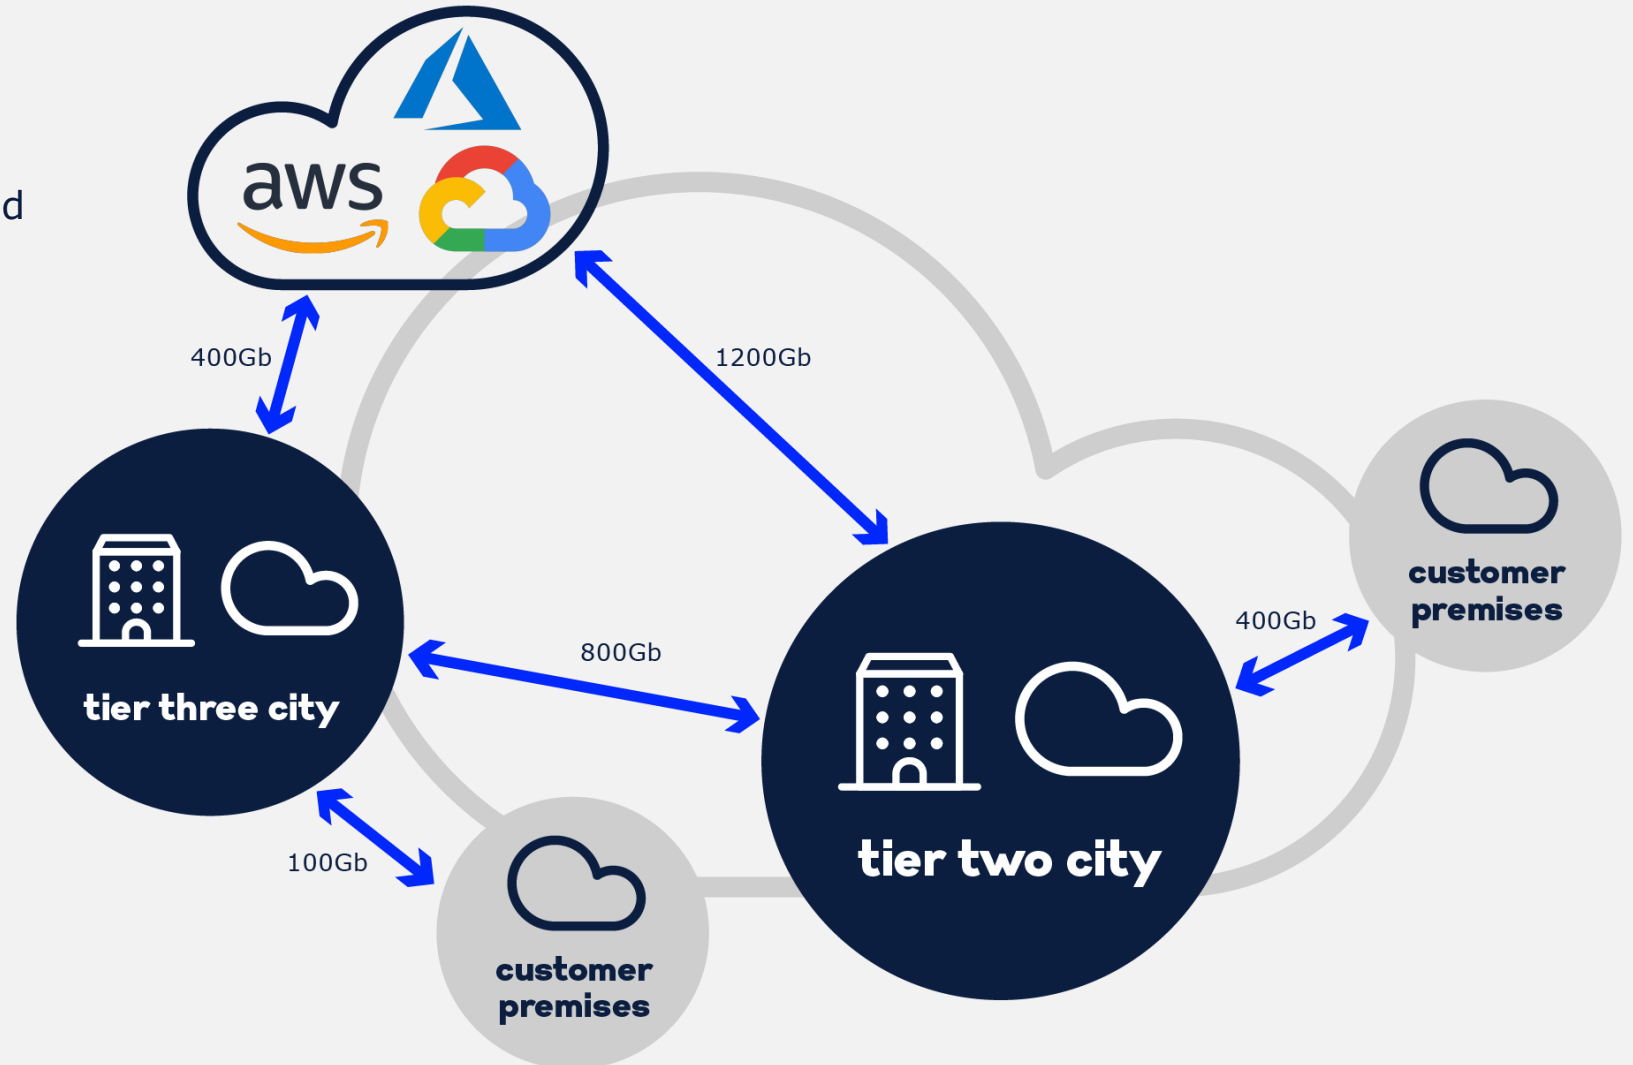 d
aws
400Gb
1200Gb
customer
premises
400Gb
800Gb
tier three city
tier two city
100Gb
customer
premises